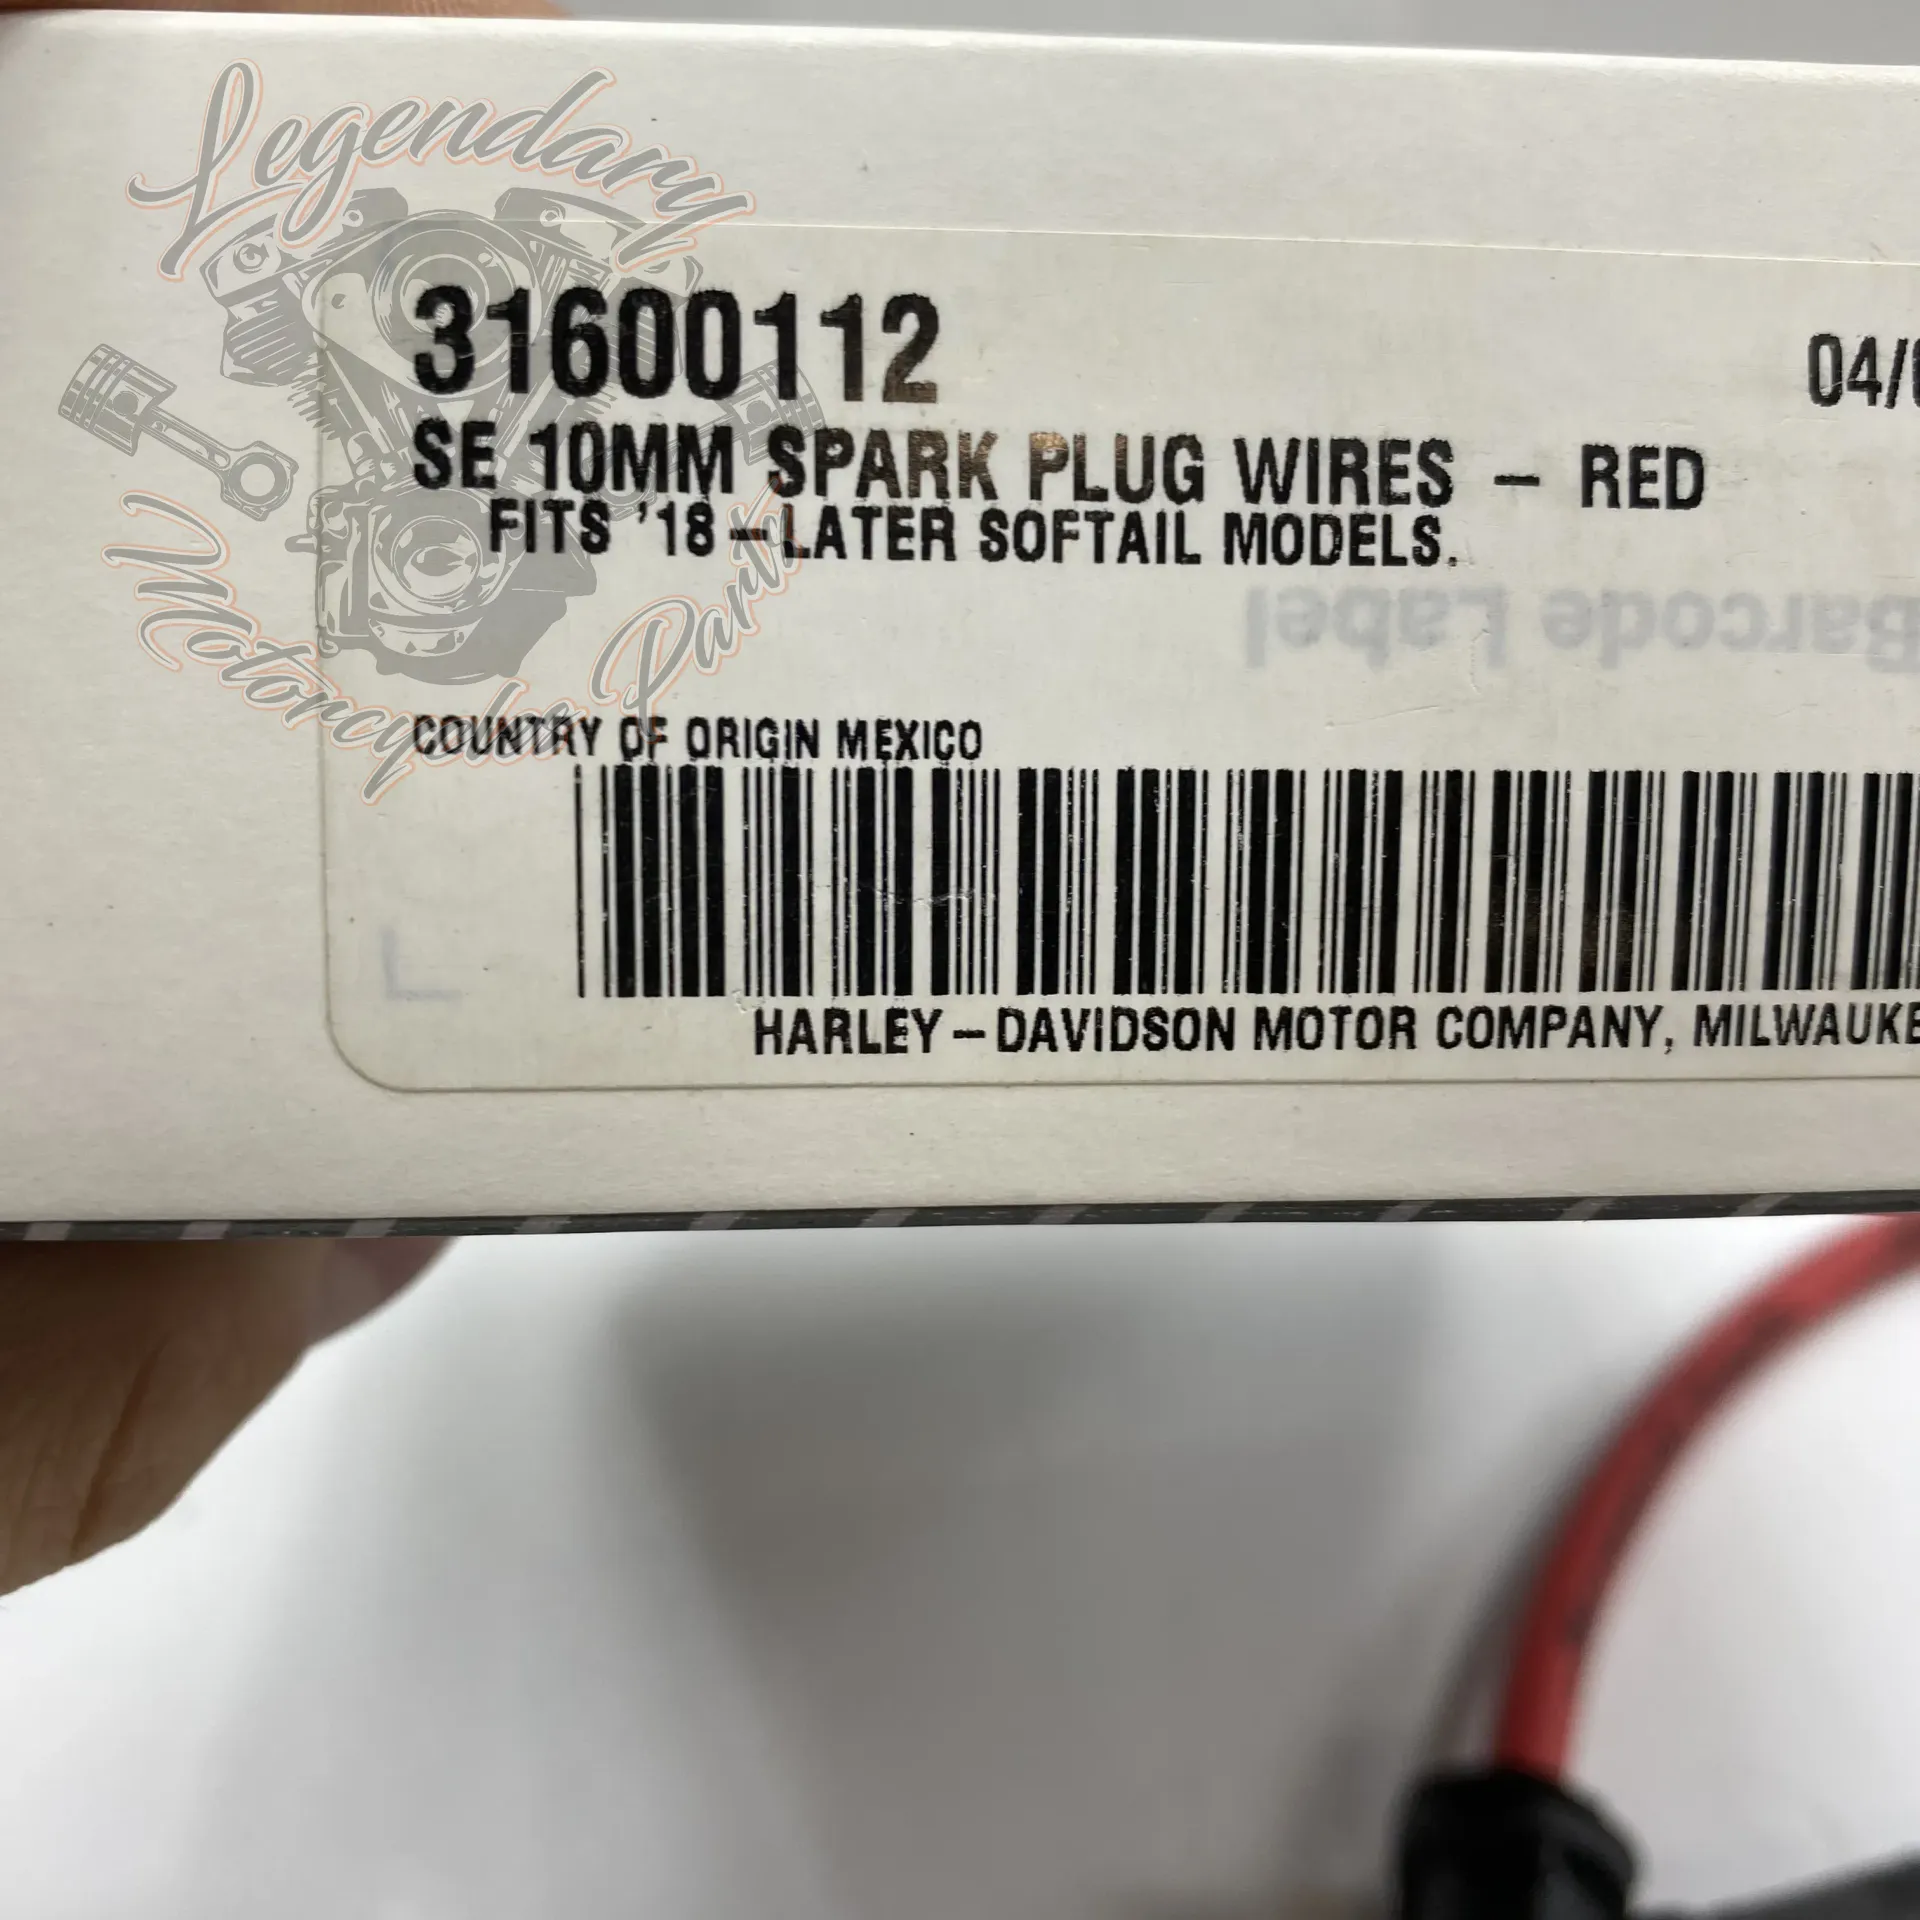 Legendary
31600112
04/
SE 10MM SPARK PLUG WIRES – RED
FITS '18–LATER SOFTAIL MODELS.
Barcode Label
Motorcycles Parts
COUNTRY OF ORIGIN MEXICO
HARLEY–DAVIDSON MOTOR COMPANY, MILWAUKE